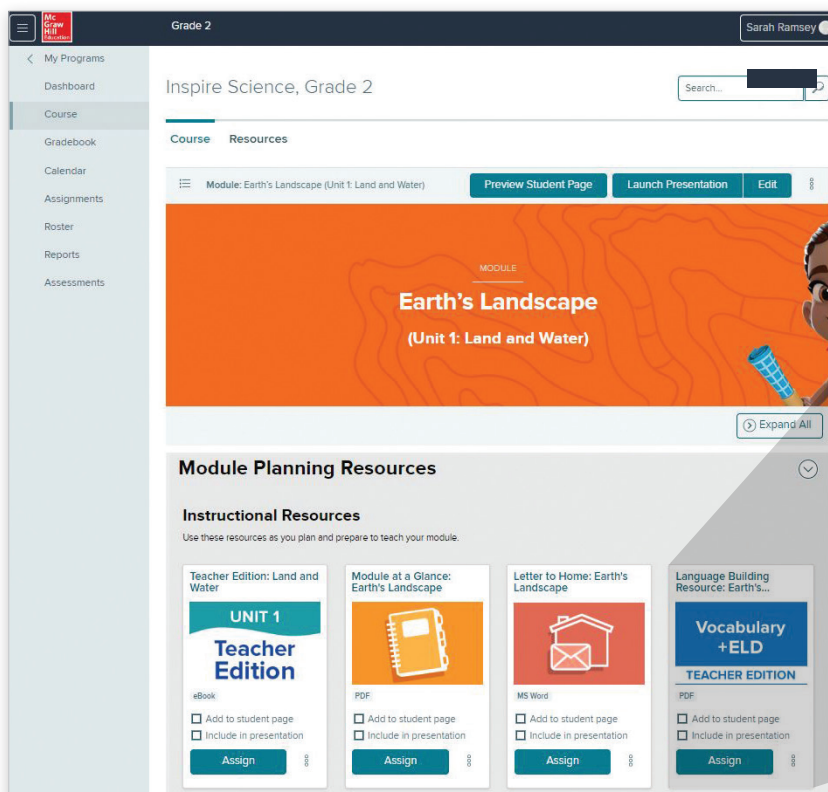 Mc
Graw
Hill
Education
Grade 2
Sarah Ramsey
My Programs
Dashboard
Course
Gradebook
Calendar
Assignments
Roster
Reports
Assessments
Inspire Science, Grade 2
Search...
Course Resources
Module: Earth's Landscape (Unit 1: Land and Water)
Preview Student Page
Launch Presentation
Edit
MODULE
Earth's Landscape
(Unit 1: Land and Water)
Expand All
Module Planning Resources
Instructional Resources
Use these resources as you plan and prepare to teach your module.
Teacher Edition: Land and
Water
UNIT 1
Teacher
Edition
eBook
Add to student page
Include in presentation
Assign
Module at a Glance:
Earth's Landscape
PDF
Add to student page
Include in presentation
Assign
Letter to Home: Earth's
Landscape
MS Word
Add to student page
Include in presentation
Assign
Language Building
Resource: Earth's...
Vocabulary
+ELD
TEACHER EDITION
PDF
Add to student page
Include in presentation
Assign